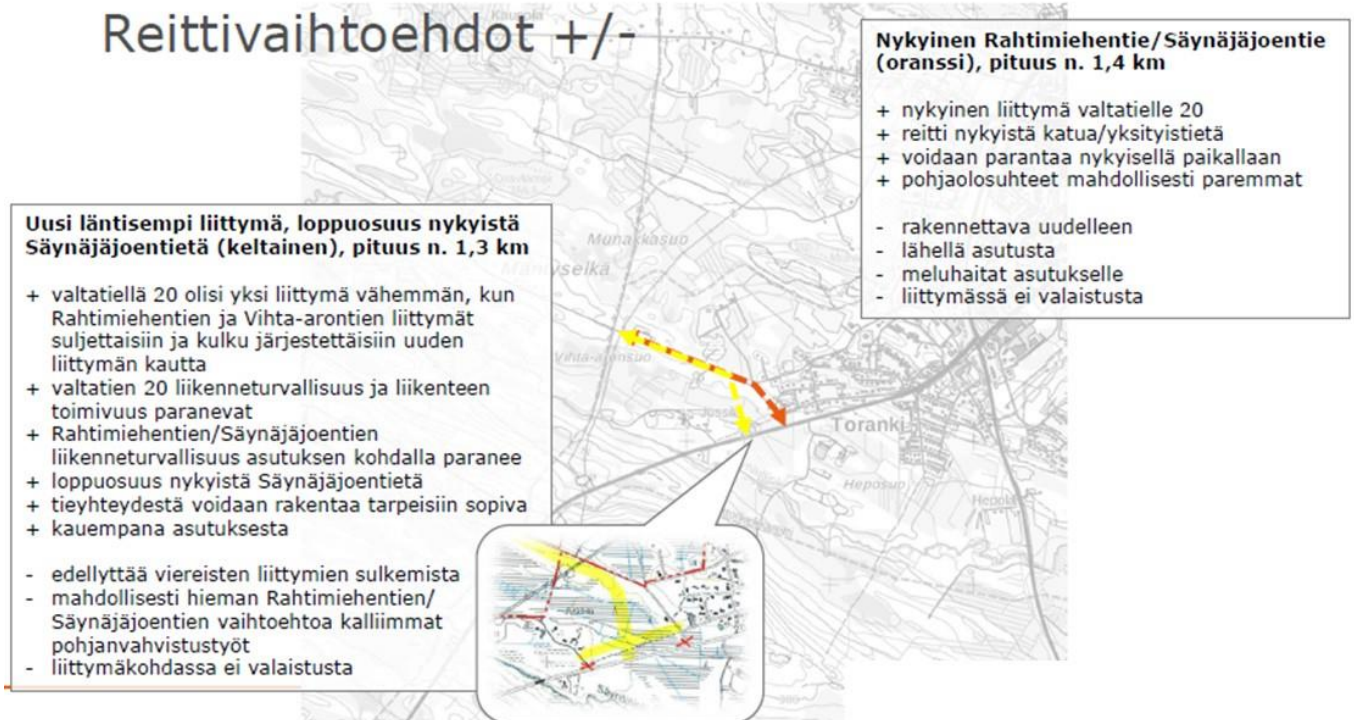 Reittivaihtoehdot +/-
Nykyinen Rahtimiehentie/Säynäjäjoentie
(oranssi), pituus n. 1,4 km
+ nykyinen liittymä valtatielle 20
+ reitti nykyistä katua/yksityistietä
+ voidaan parantaa nykyisellä paikallaan
+ pohjaolosuhteet mahdollisesti paremmat
- rakennettava uudelleen
- lähellä asutusta
- meluhaitat asutukselle
- liittymässä ei valaistusta
Uusi läntisempi liittymä, loppuosuus nykyistä
Säynäjäjoentietä (keltainen), pituus n. 1,3 km
+ valtatiellä 20 olisi yksi liittymä vähemmän, kun
Rahtimiehentien ja Vihta-arontien liittymät
suljettaisiin ja kulku järjestettäisiin uuden
liittymän kautta
+ valtatien 20 liikenneturvallisuus ja liikenteen
toimivuus paranevat
+ Rahtimiehentien/Säynäjäjoentien
liikenneturvallisuus asutuksen kohdalla paranee
+ loppuosuus nykyistä Säynäjäjoentietä
+ tieyhteydestä voidaan rakentaa tarpeisiin sopiva
+ kauempana asutuksesta
- edellyttää viereisten liittymien sulkemista
- mahdollisesti hieman Rahtimiehentien/
Säynäjäjoentien vaihtoehtoa kalliimmat
pohjanvahvistustyöt
- liittymäkohdassa ei valaistusta
Munakkasuo
Toranki
Heposuo
Hepola